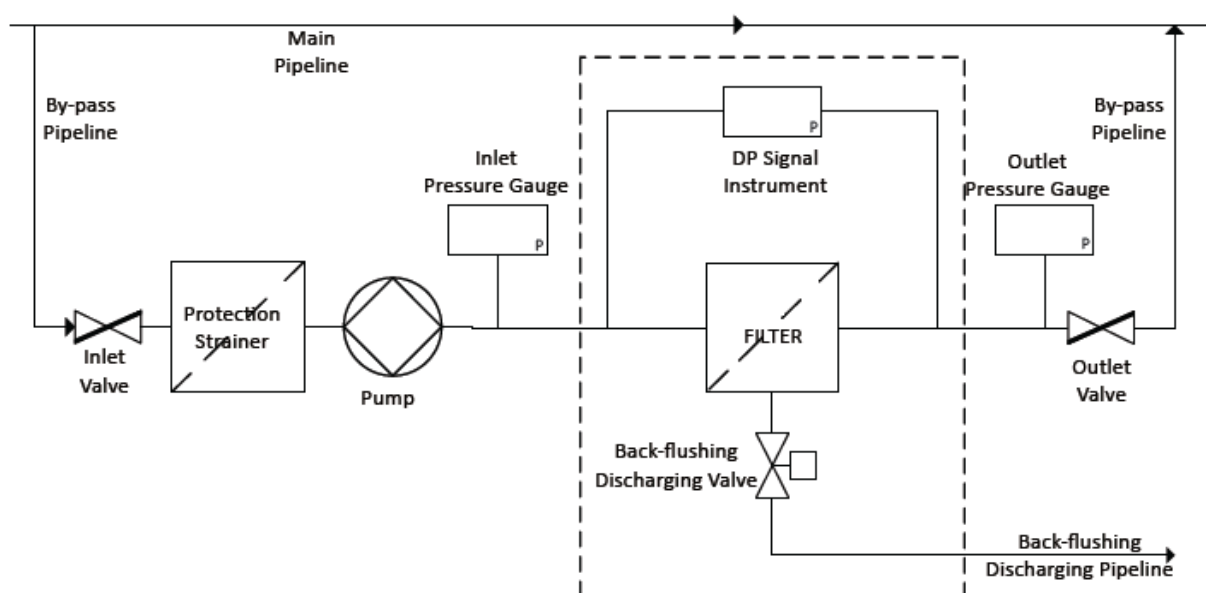 Main
Pipeline
By-pass
Pipeline
By-pass
Pipeline
P
DP Signal
Instrument
Inlet
Pressure Gauge
P
Outlet
Pressure Gauge
P
Protection
Strainer
FILTER
Inlet
Valve
Pump
Outlet
Valve
Back-flushing
Discharging Valve
Back-flushing
Discharging Pipeline